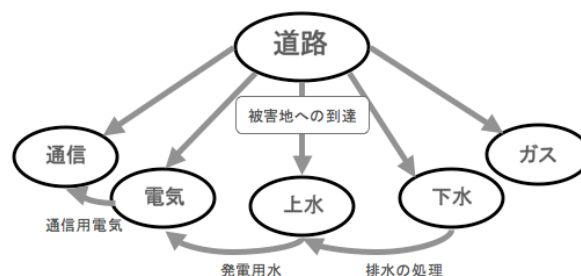 道路
被害地への到達
通信
電気
上水
下水
ガス
通信用電気
発電用水
排水の処理